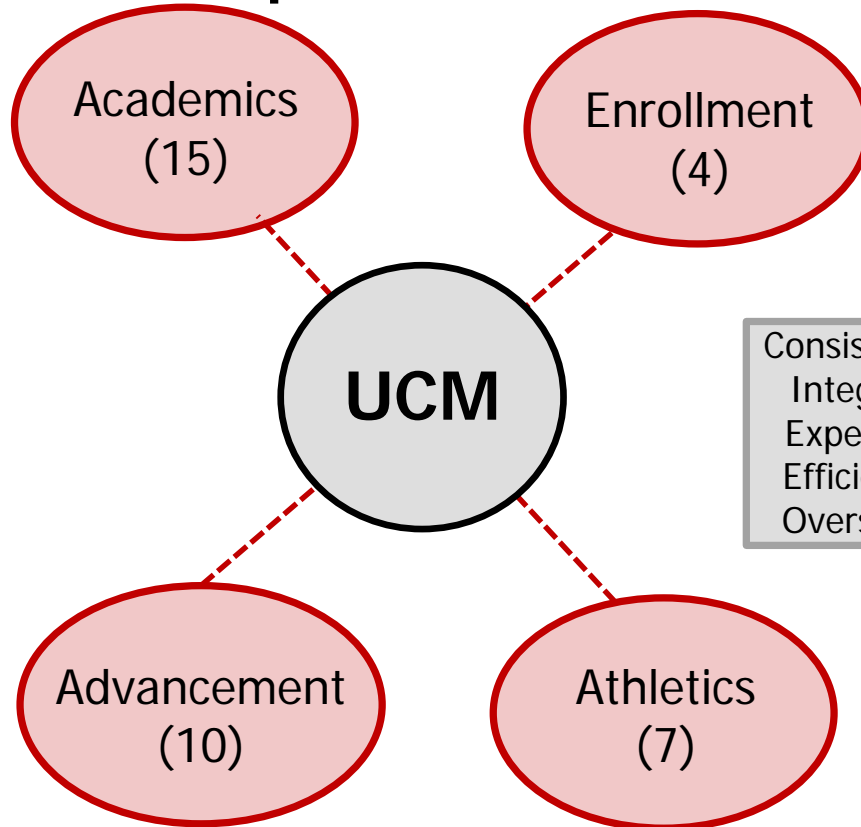 Academics
(15)
Enrollment
(4)
UCM
Advancement
(10)
Athletics
(7)